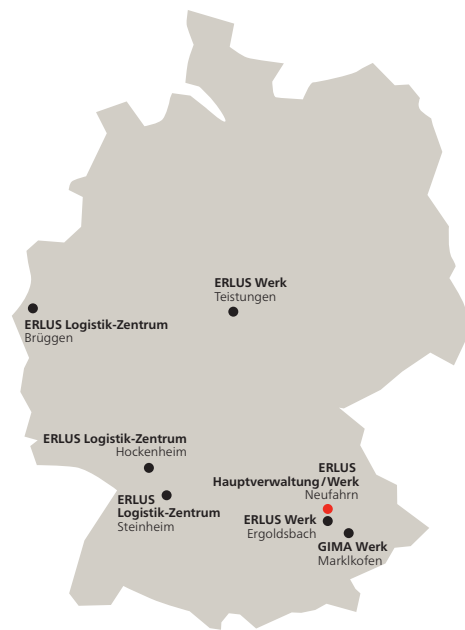 ERLUS Werk
Teistungen
ERLUS Logistik-Zentrum
Brüggen
ERLUS Logistik-Zentrum
Hockenheim
ERLUS
Logistik-Zentrum
Steinheim
ERLUS
Hauptverwaltung/Werk
Neufahrn
ERLUS Werk
Ergoldsbach
GIMA Werk
Marklkofen